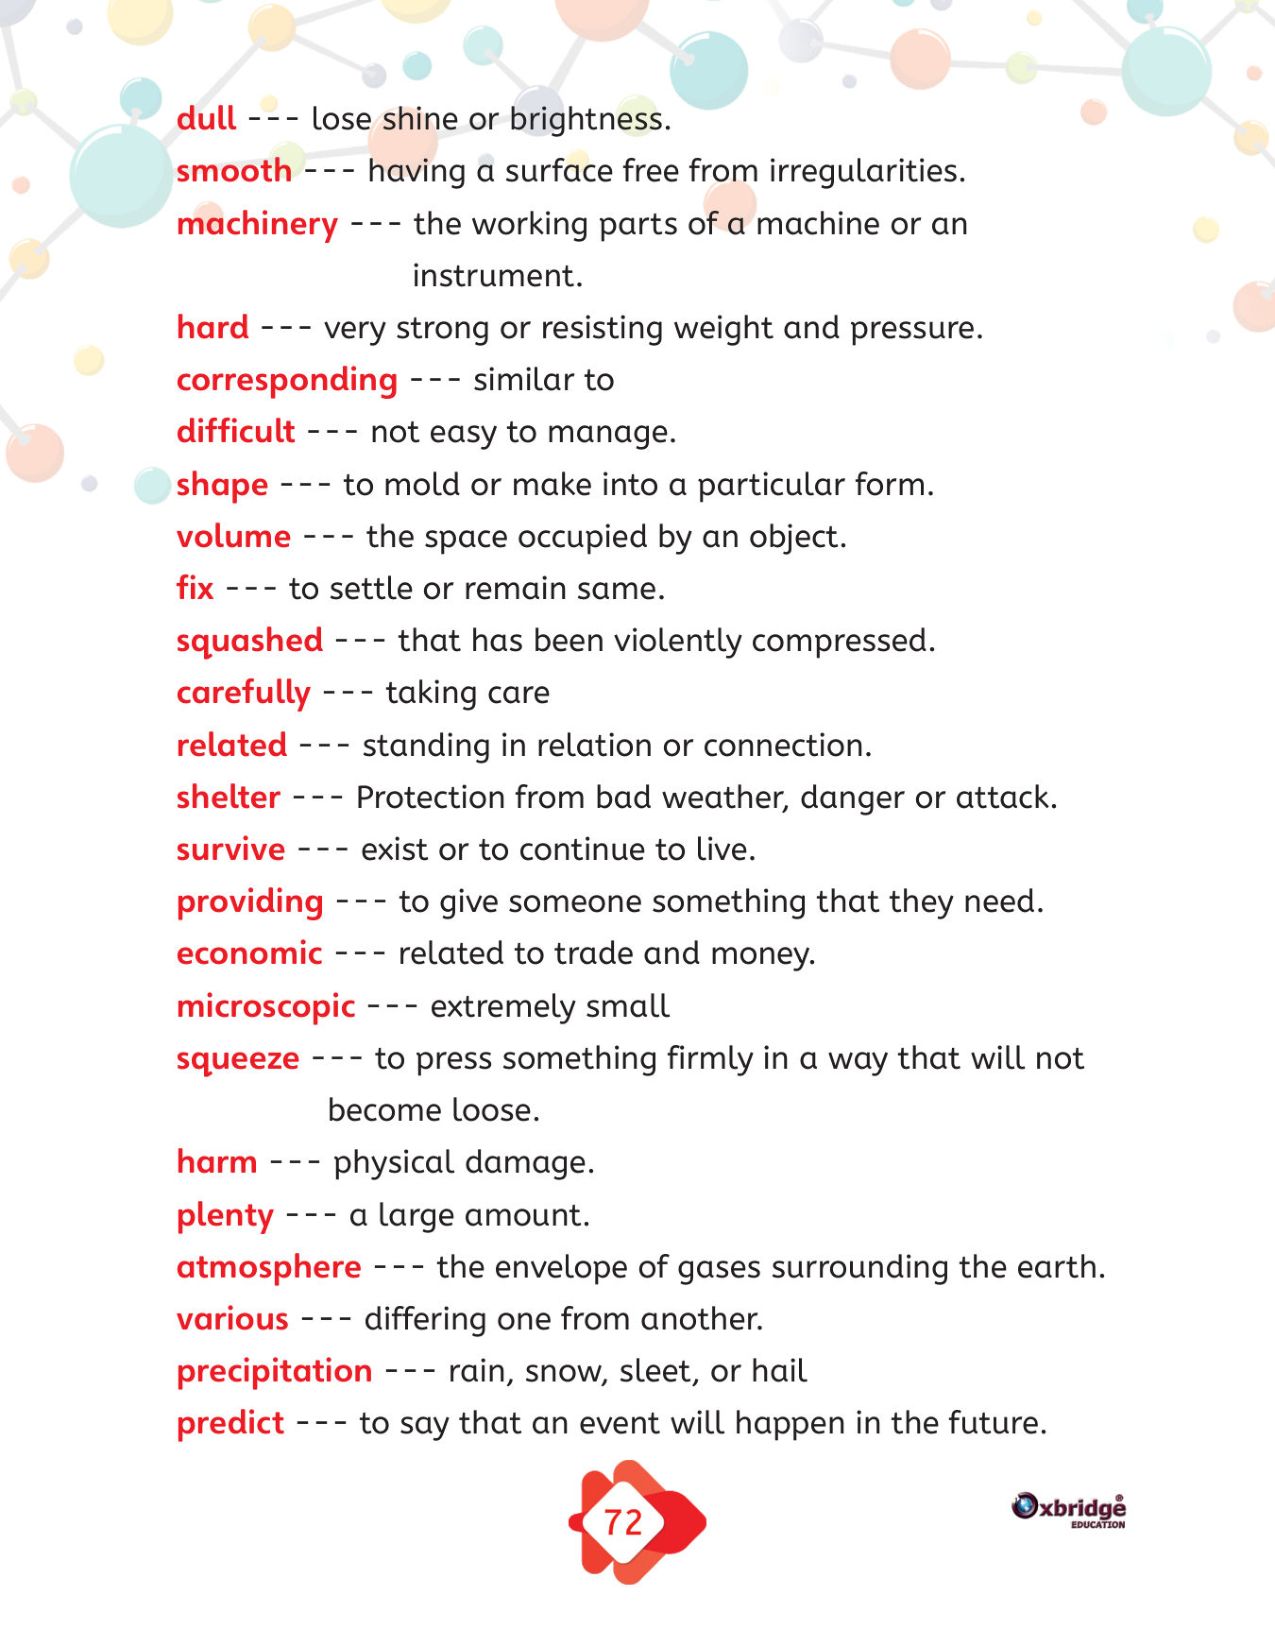 dull --- lose shine or brightness.
smooth --- having a surface free from irregularities.
machinery --- the working parts of a machine or an
instrument.
hard --- very strong or resisting weight and pressure.
corresponding --- similar to
difficult --- not easy to manage.
shape --- to mold or make into a particular form.
volume --- the space occupied by an object.
fix --- to settle or remain same.
squashed --- that has been violently compressed.
carefully --- taking care
related --- standing in relation or connection.
shelter --- Protection from bad weather, danger or attack.
survive --- exist or to continue to live.
providing --- to give someone something that they need.
economic --- related to trade and money.
microscopic --- extremely small
squeeze --- to press something firmly in a way that will not
become loose.
harm --- physical damage.
plenty --- a large amount.
atmosphere --- the envelope of gases surrounding the earth.
various --- differing one from another.
precipitation --- rain, snow, sleet, or hail
predict --- to say that an event will happen in the future.
72
Oxbridge®
EDUCATION